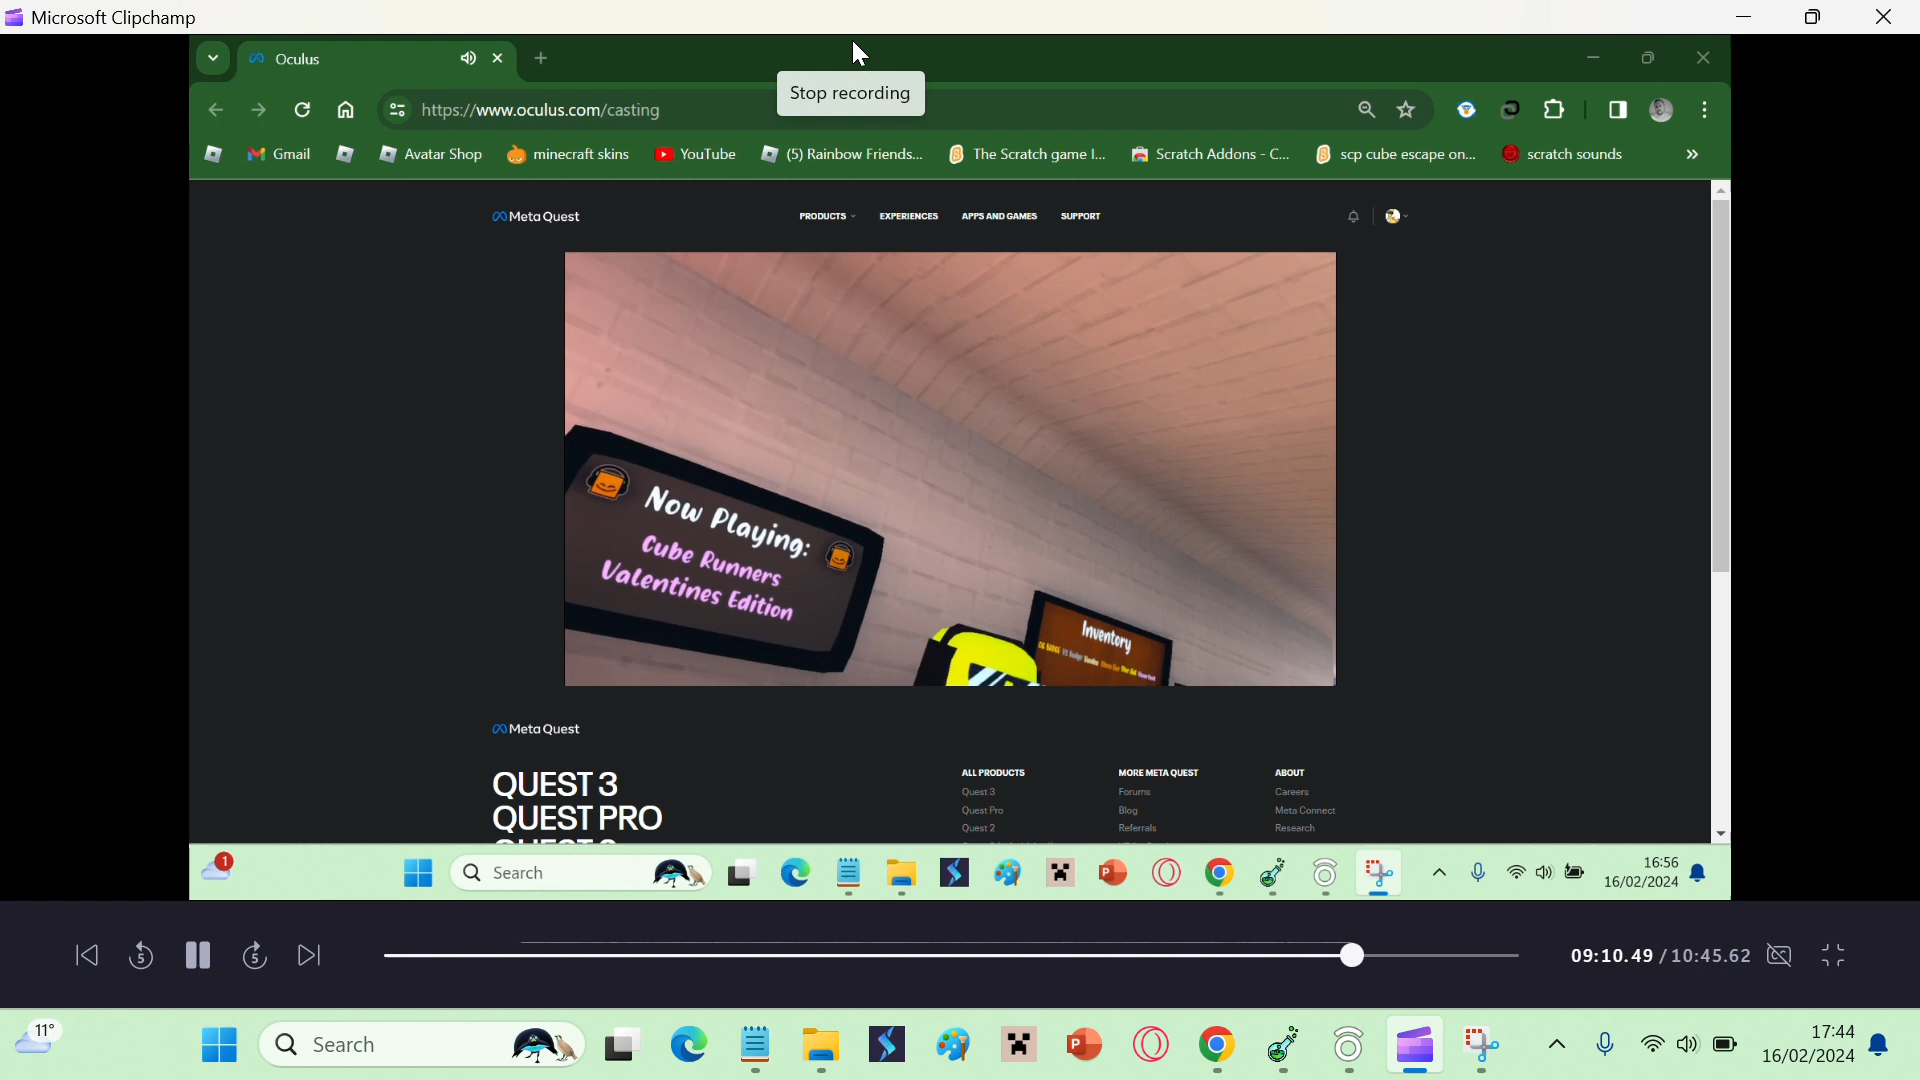 Microsoft Clipchamp
Oculus
Stop recording
https://www.oculus.com/casting
Gmail
Avatar Shop
minecraft skins
YouTube
(5) Rainbow Friends...
The Scratch game I...
Scratch Addons - C...
scp cube escape on...
scratch sounds
»
Meta Quest
PRODUCTS
EXPERIENCES
APPS AND GAMES
SUPPORT
Now Playing:
Cube Runners
Valentines Edition
Inventory
Meta Quest
QUEST 3
QUEST PRO
ALL PRODUCTS
Quest 3
Quest Pro
Quest 2
MORE META QUEST
Forums
Blog
Referrals
ABOUT
Careers
Meta Connect
Research
1
Search
16:56
16/02/2024
5
5
09:10.49 / 10:45.62
11°
Search
17:44
16/02/2024